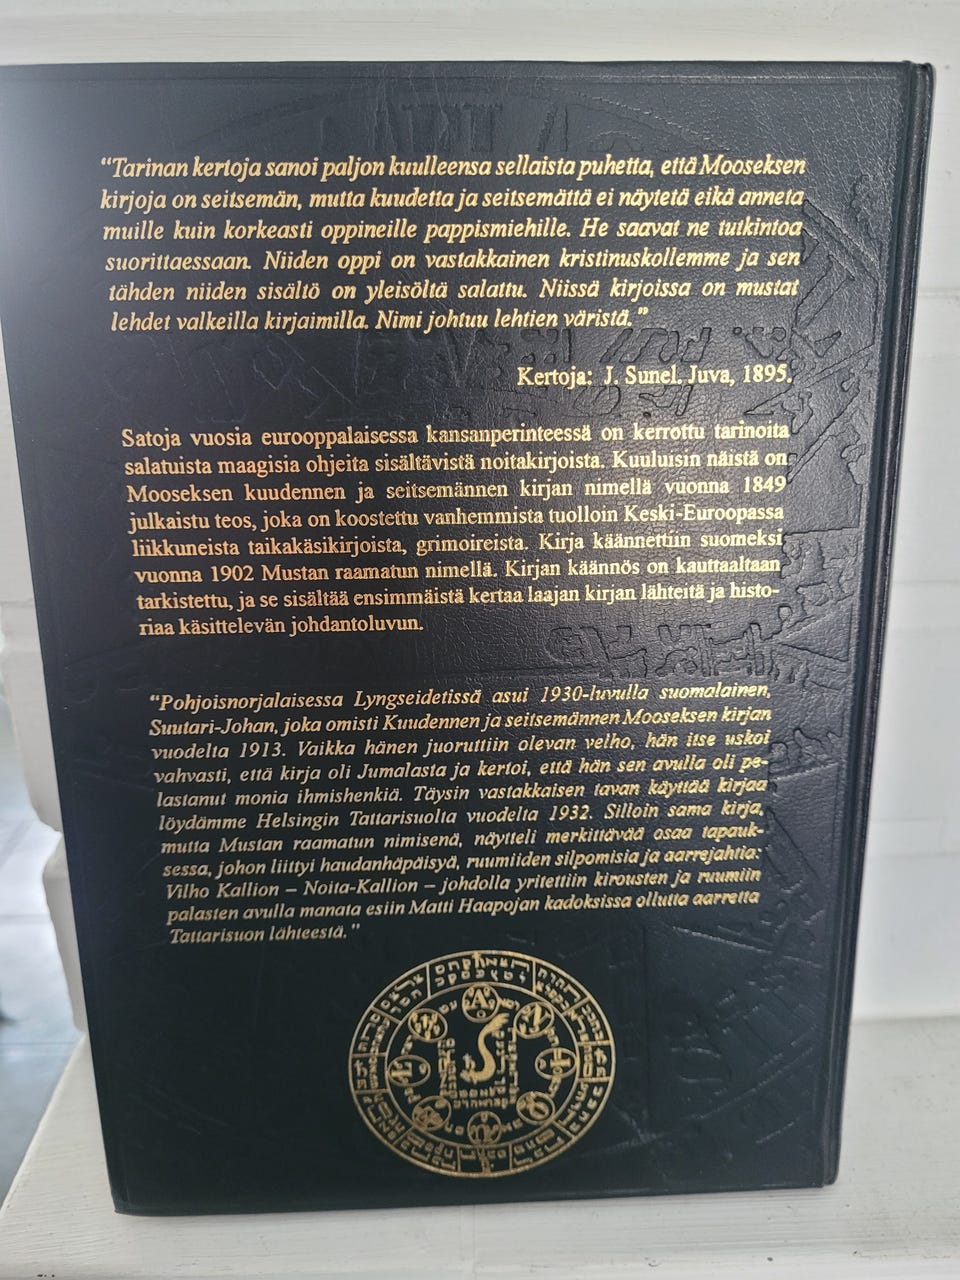 “Tarinan kertoja sanoi paljon kuulleensa sellaista puhetta, että Mooseksen
kirjoja on seitsemän, mutta kuudetta ja seitsemättä ei näytetä eikä anneta
muille kuin korkeasti oppineille pappismiehille. He saavat ne tutkintoa
suorittaessaan. Niiden oppi on vastakkainen kristinuskollemme ja sen
tähden niiden sisältö on yleisöltä salattu. Niissä kirjoissa on mustat
lehdet valkeilla kirjaimilla. Nimi johtuu lehtien väristä.”
Kertoja: J. Sunel. Juva, 1895.
Satoja vuosia eurooppalaisessa kansanperinteessä on kerrottu tarinoita
salatuista maagisia ohjeita sisältävistä noitakirjoista. Kuuluisin näistä on
Mooseksen kuudennen ja seitsemännen kirjan nimellä vuonna 1849
julkaistu teos, joka on koostettu vanhemmista tuolloin Keski-Euroopassa
liikkuneista taikakäsikirjoista, grimoireista. Kirja käännettiin suomeksi
vuonna 1902 Mustan raamatun nimellä. Kirjan käännös on kauttaaltaan
tarkistettu, ja se sisältää ensimmäistä kertaa laajan kirjan lähteitä ja histo-
riaa käsittelevän johdantoluvun.
“Pohjoisnorjalaisessa Lyngseidetissä asui 1930-luvulla suomalainen,
Suutari-Johan, joka omisti Kuudennen ja seitsemännen Mooseksen kirjan
vuodelta 1913. Vaikka hänen juoruttiin olevan velho, hän itse uskoi
vahvasti, että kirja oli Jumalasta ja kertoi, että hän sen avulla oli pe-
lastanut monia ihmishenkiä. Täysin vastakkaisen tavan käyttää kirjaa
löydämme Helsingin Tattarisuolta vuodelta 1932. Silloin sama kirja,
mutta Mustan raamatun nimisenä, näytteli merkittävää osaa tapauk-
sessa, johon liittyi haudanhäpäisyä, ruumiiden silpomisia ja aarrejahtia:
Vilho Kallion – Noita-Kallion – johdolla yritettiin kirousten ja ruumiin
palasten avulla manata esiin Matti Haapojan kadoksissa ollutta aarretta
Tattarisuon lähteestä.”